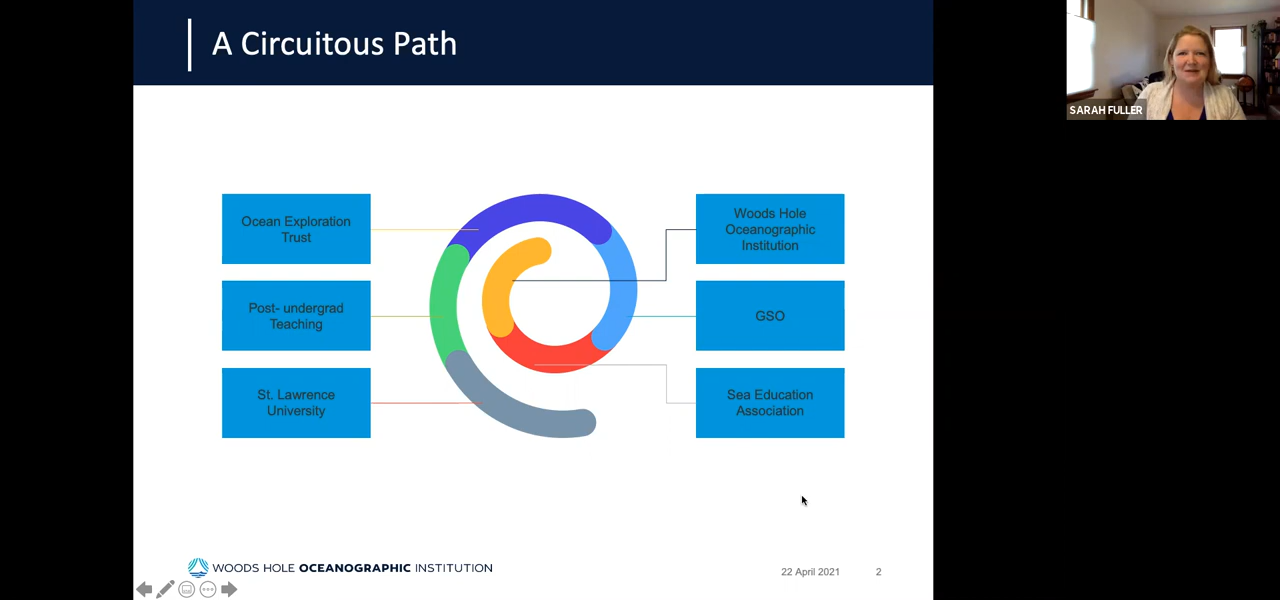 A Circuitous Path
SARAH FULLER
Ocean Exploration
Trust
Post- undergrad
Teaching
St. Lawrence
University
Woods Hole
Oceanographic
Institution
GSO
Sea Education
Association
WOODS HOLE OCEANOGRAPHIC INSTITUTION
22 April 2021
2